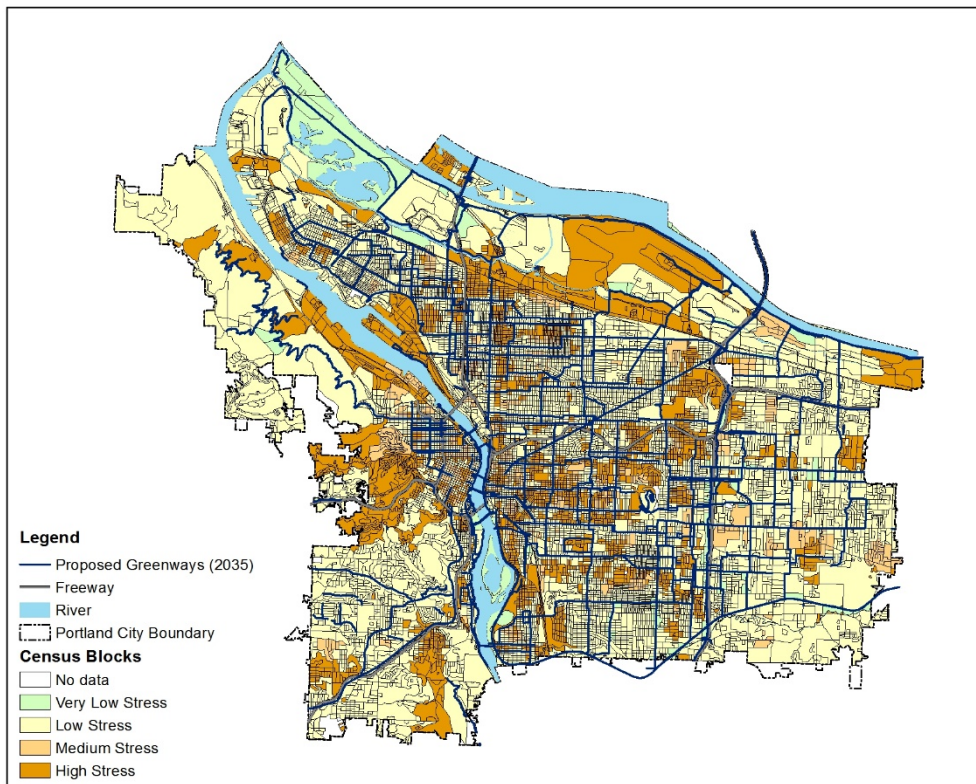 Legend
Proposed Greenways (2035)
Freeway
River
Portland City Boundary
Census Blocks
No data
Very Low Stress
Low Stress
Medium Stress
High Stress